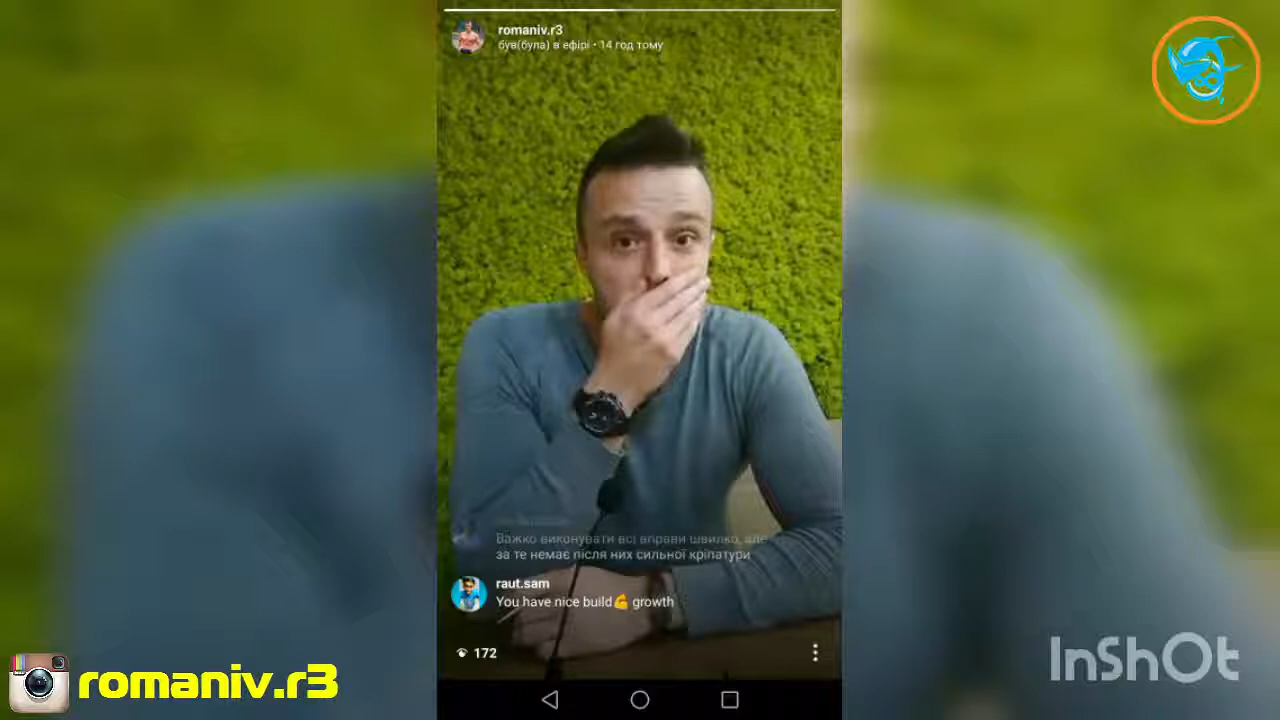 romaniv.r3
був(була) в ефірі • 14 год тому
Важко виконувати всі вправи швилко, але
за те немає після них сильної кріпатури
raut.sam
You have nice build💪 growth
172
romaniv.r3
InShOt